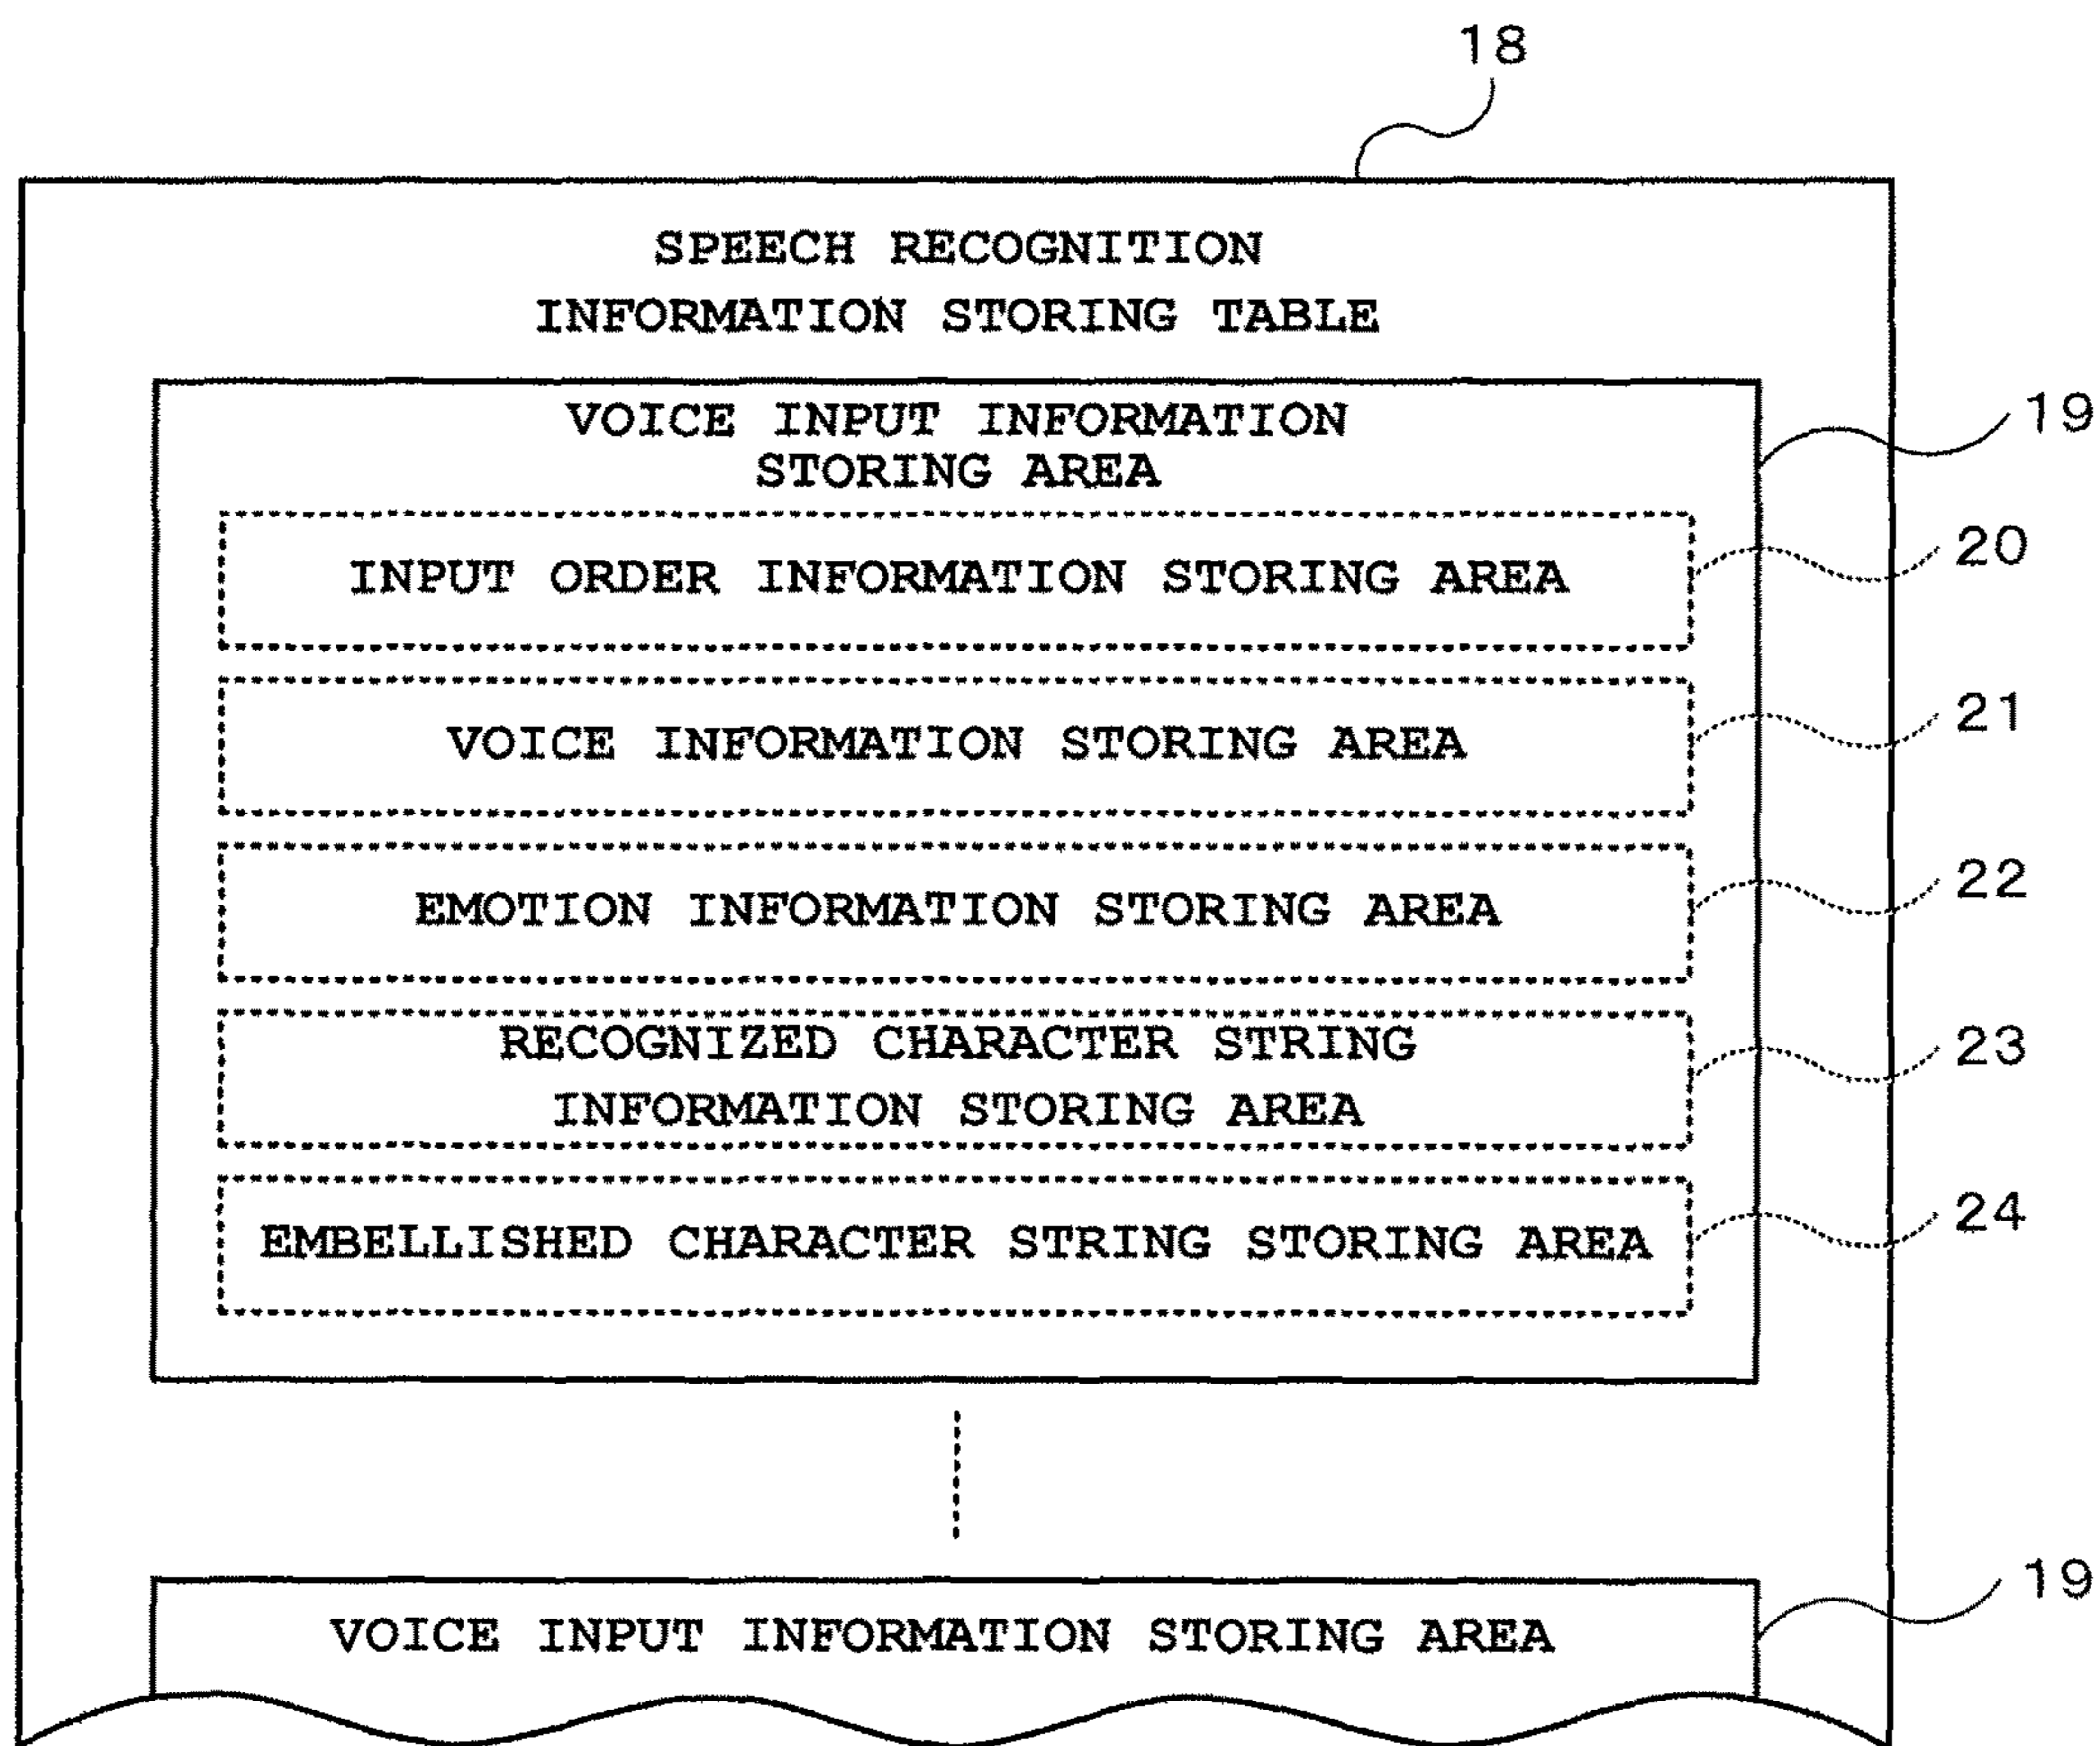 18
SPEECH RECOGNITION
INFORMATION STORING TABLE
VOICE INPUT INFORMATION
STORING AREA
19
INPUT ORDER INFORMATION STORING AREA
20
VOICE INFORMATION STORING AREA
21
EMOTION INFORMATION STORING AREA
22
RECOGNIZED CHARACTER STRING
INFORMATION STORING AREA
23
EMBELLISHED CHARACTER STRING STORING AREA
24
VOICE INPUT INFORMATION STORING AREA
19